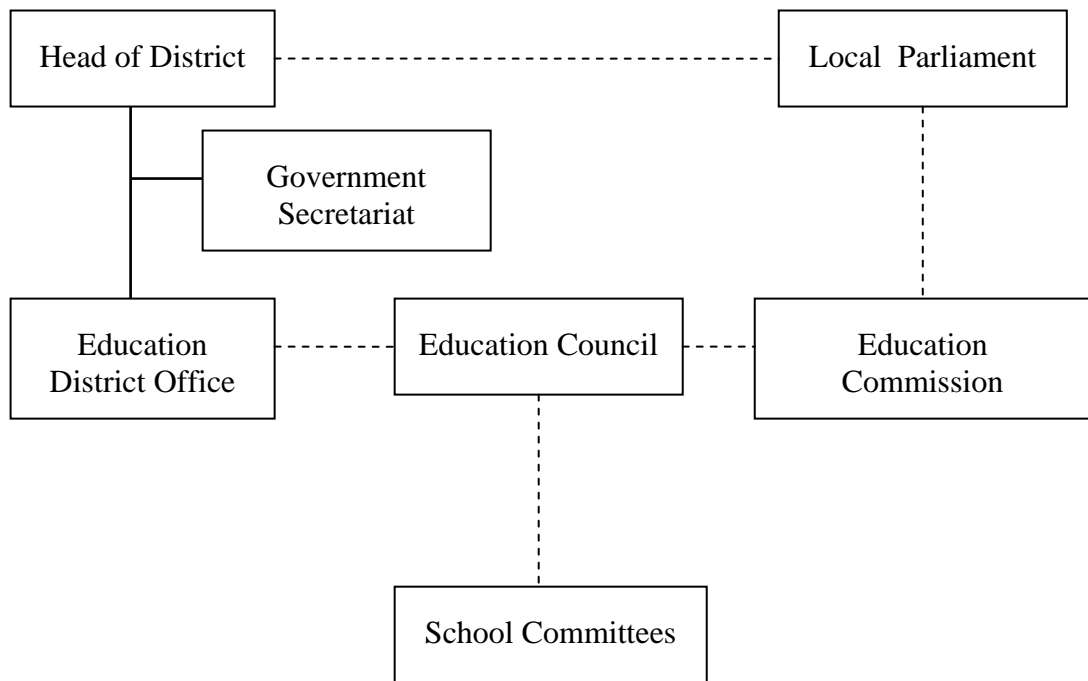 Head of District
Local Parliament
Government
Secretariat
Education
District Office
Education Council
Education
Commission
School Committees